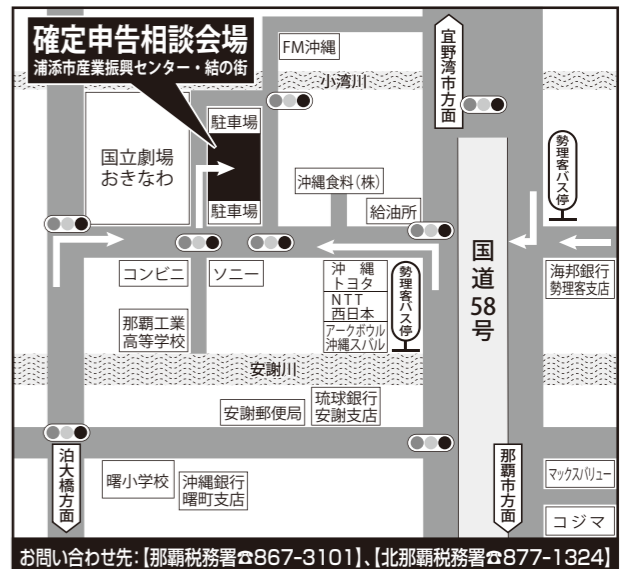 確定申告相談会場
浦添市産業振興センター・結の街
FM沖縄
宜野湾市方面
小湾川
駐車場
国立劇場
おきなわ
駐車場
沖縄食料(株)
給油所
勢理客バス停
コンビニ
ソニー
沖縄
トヨタ
NTT
西日本
アークボウル
沖縄スバル
勢理客バス停
国道58号
海邦銀行
勢理客支店
那覇工業
高等学校
安謝川
安謝郵便局
琉球銀行
安謝支店
泊大橋方面
曙小学校
沖縄銀行
曙町支店
那覇市方面
マックスバリュー
コジマ
お問い合わせ先:【那覇税務署☎867-3101】、【北那覇税務署☎877-1324】